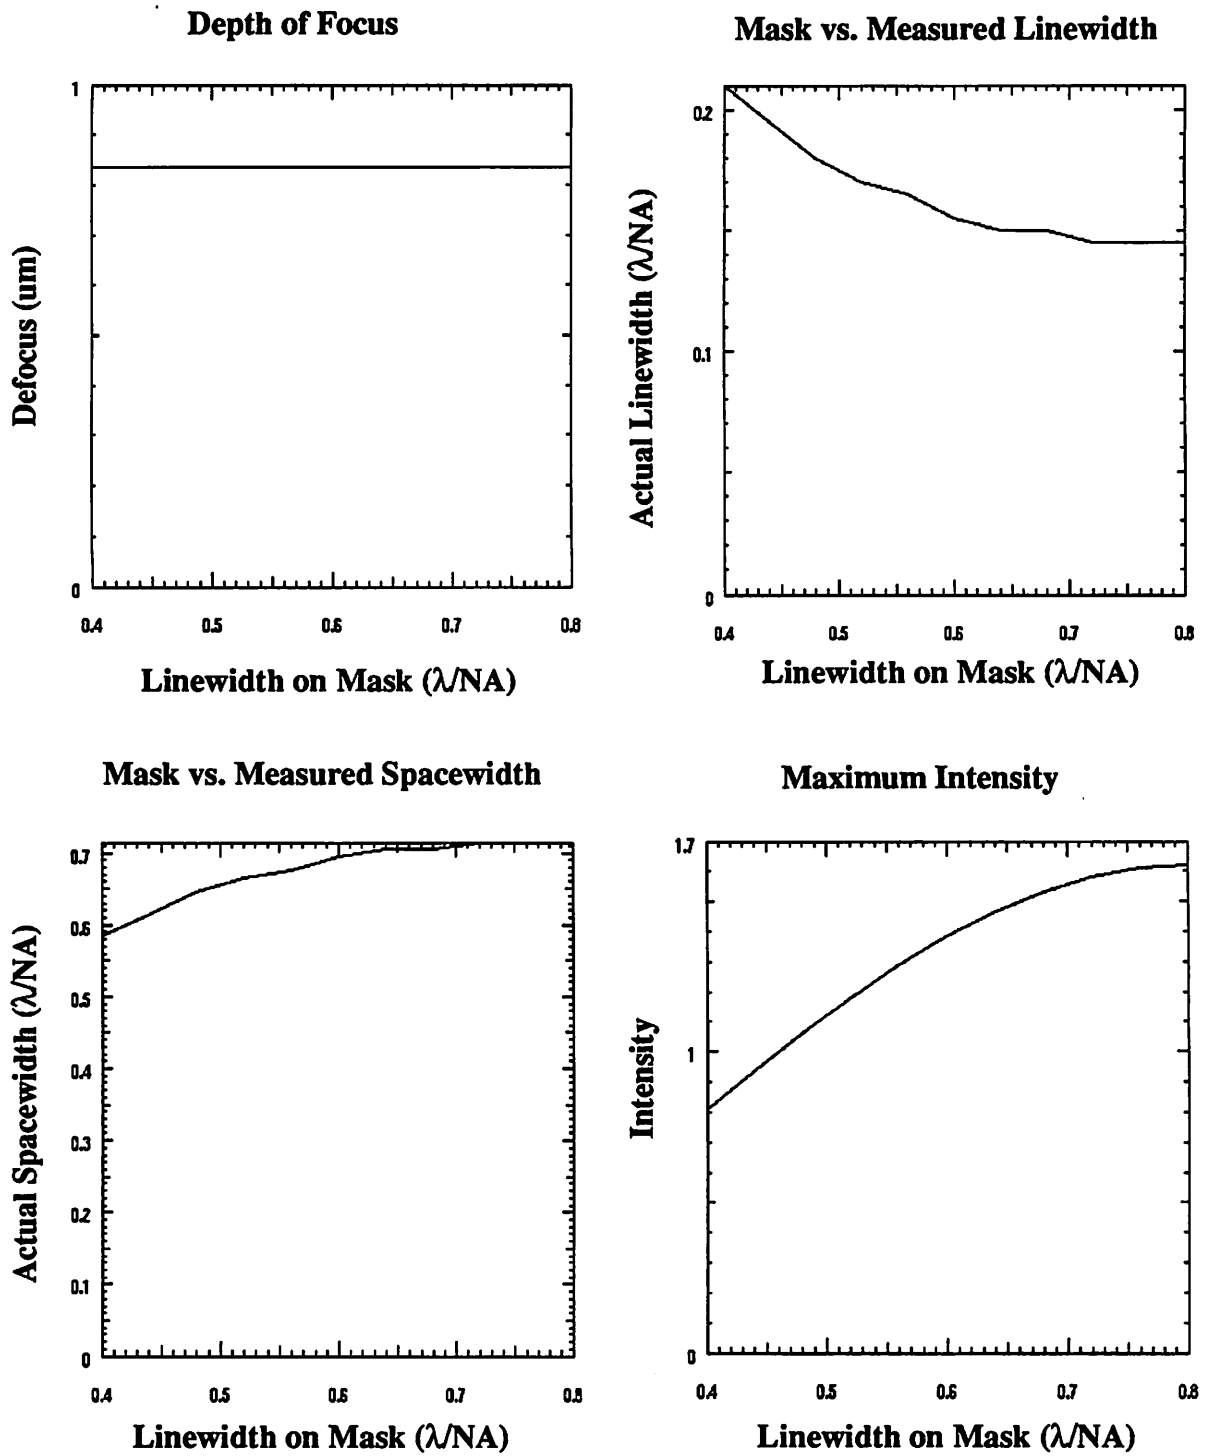 Depth of Focus
1
Defocus (um)
0
0.4 0.5 0.6 0.7 0.8
Linewidth on Mask (λ/NA)
Mask vs. Measured Linewidth
0.2
Actual Linewidth (λ/NA)
0.1
0
0.4 0.5 0.6 0.7 0.8
Linewidth on Mask (λ/NA)
Mask vs. Measured Spacewidth
0.7
0.6
0.5
Actual Spacewidth (λ/NA)
0.4
0.3
0.2
0.1
0
0.4 0.5 0.6 0.7 0.8
Linewidth on Mask (λ/NA)
Maximum Intensity
1.7
Intensity
1
0
0.4 0.5 0.6 0.7 0.8
Linewidth on Mask (λ/NA)